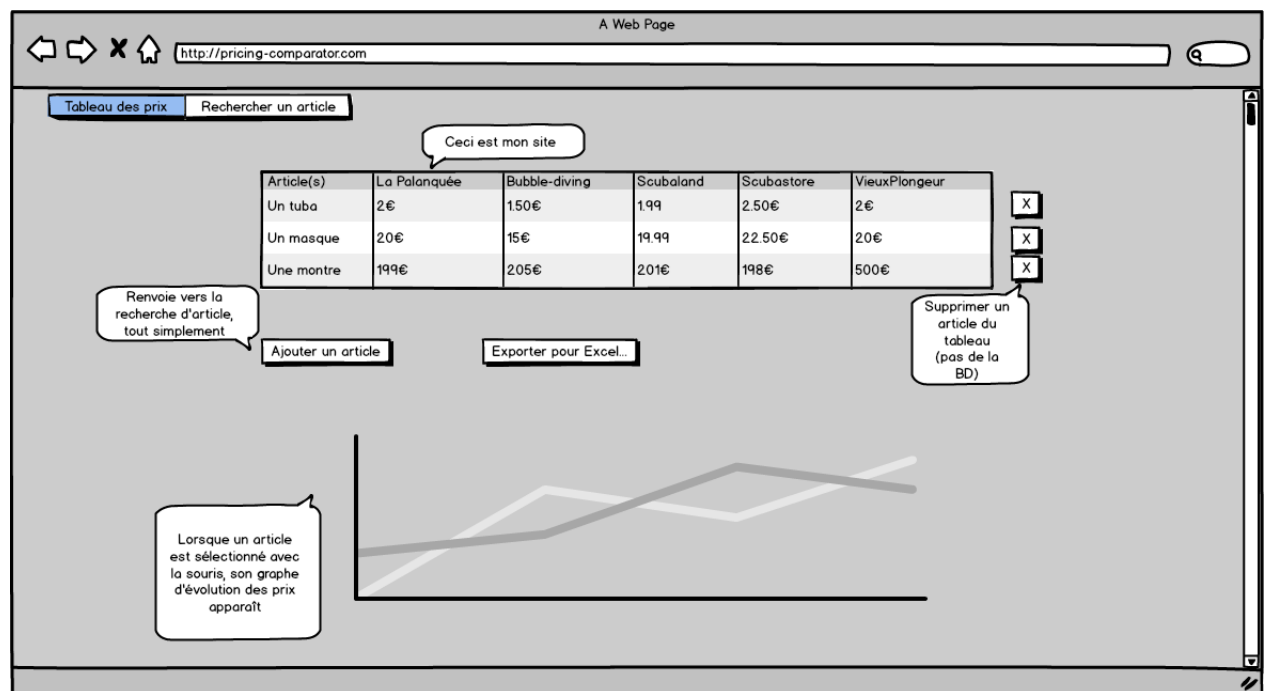 A Web Page
http://pricing-comparator.com
Tableau des prix Rechercher un article
Ceci est mon site
Article(s) La Palanquée Bubble-diving Scubaland Scubastore VieuxPlongeur
Un tuba 2€ 1.50€ 1.99 2.50€ 2€ X
Un masque 20€ 15€ 19.99 22.50€ 20€ X
Une montre 199€ 205€ 201€ 198€ 500€ X
Renvoie vers la
recherche d'article,
tout simplement
Supprimer un
article du
tableau
(pas de la
BD)
Ajouter un article Exporter pour Excel...
Lorsque un article
est sélectionné avec
la souris, son graphe
d'évolution des prix
apparaît